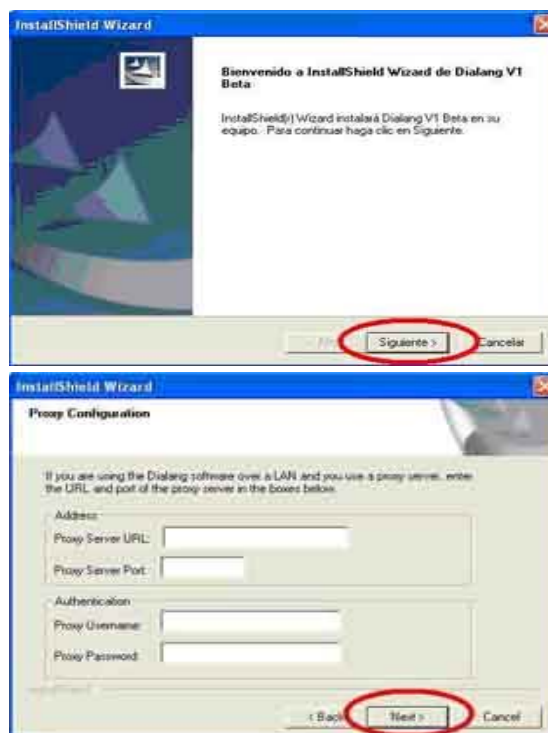 InstallShield Wizard
Bienvenido a InstallShield Wizard de Dialang V1
Beta
InstallShield(r) Wizard instalará Dialang V1 Beta en su
equipo. Para continuar haga clic en Siguiente.
Siguiente >
Cancelar
InstallShield Wizard
Proxy Configuration
If you are using the Dialang software over a LAN and you use a proxy server, enter
the URL and port of the proxy server in the boxes below.
Address
Proxy Server URL:
Proxy Server Port:
Authentication
Proxy Username:
Proxy Password:
< Back
Next >
Cancel